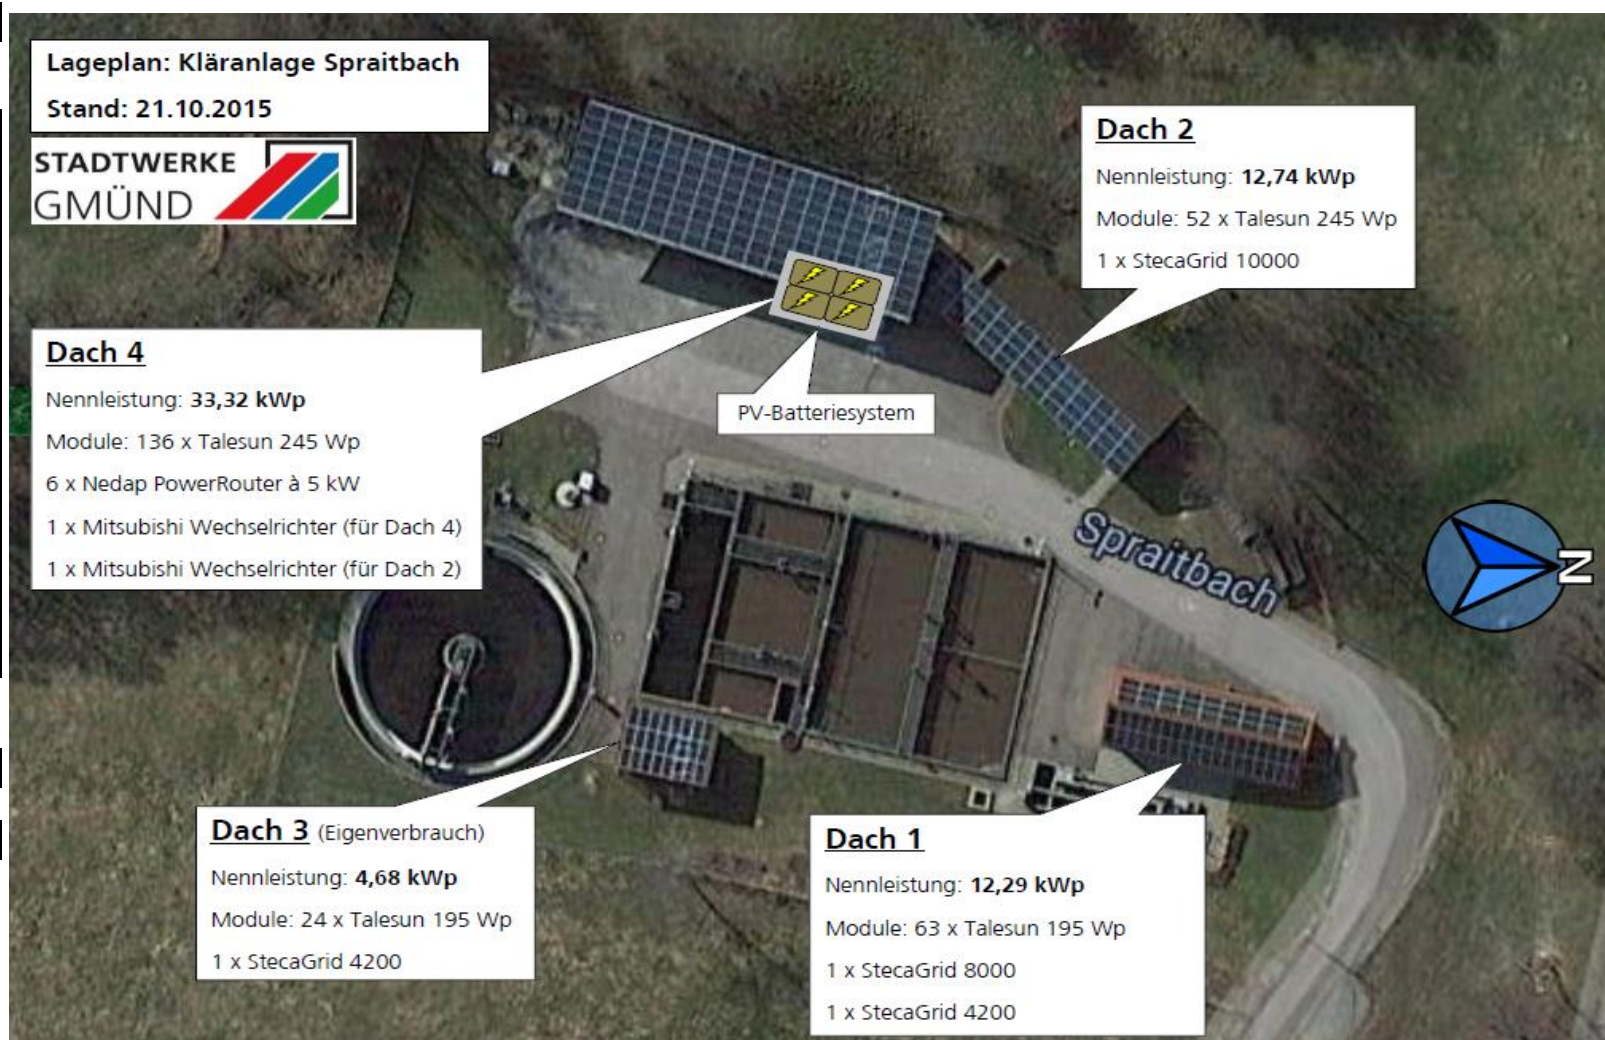 Lageplan: Kläranlage Spraitbach
Stand: 21.10.2015
STADTWERKE
GMÜND
Dach 2
Nennleistung: 12,74 kWp
Module: 52 x Talesun 245 Wp
1 x StecaGrid 10000
Dach 4
Nennleistung: 33,32 kWp
Module: 136 x Talesun 245 Wp
6 x Nedap PowerRouter à 5 kW
1 x Mitsubishi Wechselrichter (für Dach 4)
1 x Mitsubishi Wechselrichter (für Dach 2)
PV-Batteriesystem
Spraitbach
N
Dach 3 (Eigenverbrauch)
Nennleistung: 4,68 kWp
Module: 24 x Talesun 195 Wp
1 x StecaGrid 4200
Dach 1
Nennleistung: 12,29 kWp
Module: 63 x Talesun 195 Wp
1 x StecaGrid 8000
1 x StecaGrid 4200